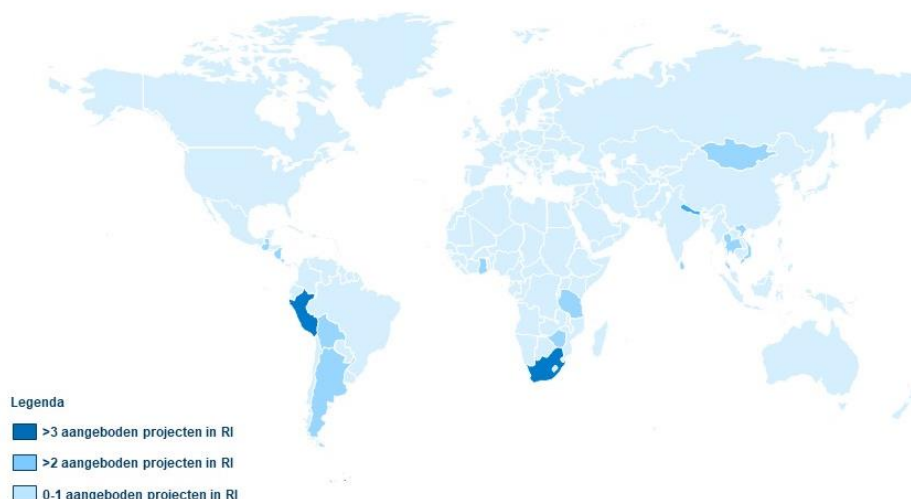 Legenda
>3 aangeboden projecten in RI
>2 aangeboden projecten in RI
0-1 aangeboden projecten in RI